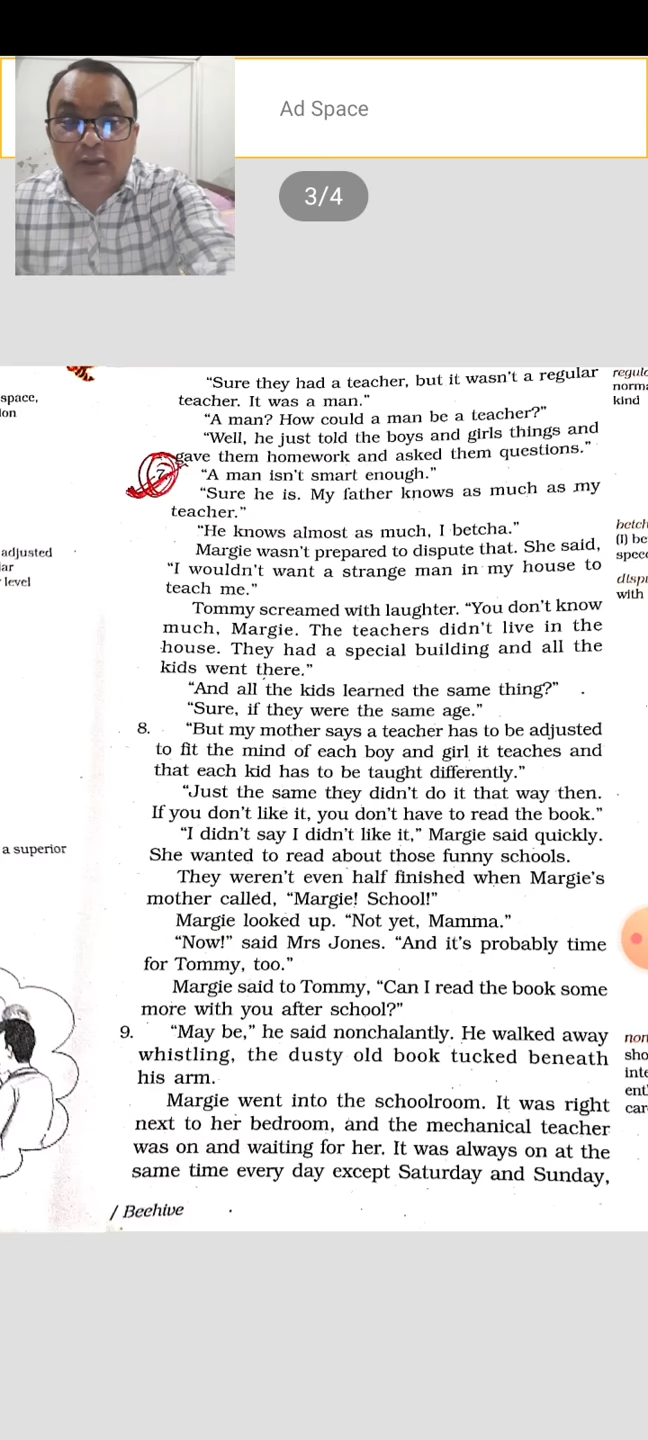 Ad Space
3/4
space,
adjusted
level
a superior
"Sure they had a teacher, but it wasn't a regular
teacher. It was a man."
"A man? How could a man be a teacher?"
"Well, he just told the boys and girls things and
gave them homework and asked them questions."
7. "A man isn't smart enough."
"Sure he is. My father knows as much as my
teacher."
"He knows almost as much, I betcha."
Margie wasn't prepared to dispute that. She said,
"I wouldn't want a strange man in my house to
teach me."
Tommy screamed with laughter. "You don't know
much, Margie. The teachers didn't live in the
house. They had a special building and all the
kids went there."
"And all the kids learned the same thing?"
"Sure, if they were the same age."
8. "But my mother says a teacher has to be adjusted
to fit the mind of each boy and girl it teaches and
that each kid has to be taught differently."
"Just the same they didn't do it that way then.
If you don't like it, you don't have to read the book."
"I didn't say I didn't like it," Margie said quickly.
She wanted to read about those funny schools.
They weren't even half finished when Margie's
mother called, "Margie! School!"
Margie looked up. "Not yet, Mamma."
"Now!" said Mrs Jones. "And it's probably time
for Tommy, too."
Margie said to Tommy, "Can I read the book some
more with you after school?"
9. "May be," he said nonchalantly. He walked away
whistling, the dusty old book tucked beneath
his arm.
Margie went into the schoolroom. It was right
next to her bedroom, and the mechanical teacher
was on and waiting for her. It was always on at the
same time every day except Saturday and Sunday,
/ Beehive
kind
(I) be
with